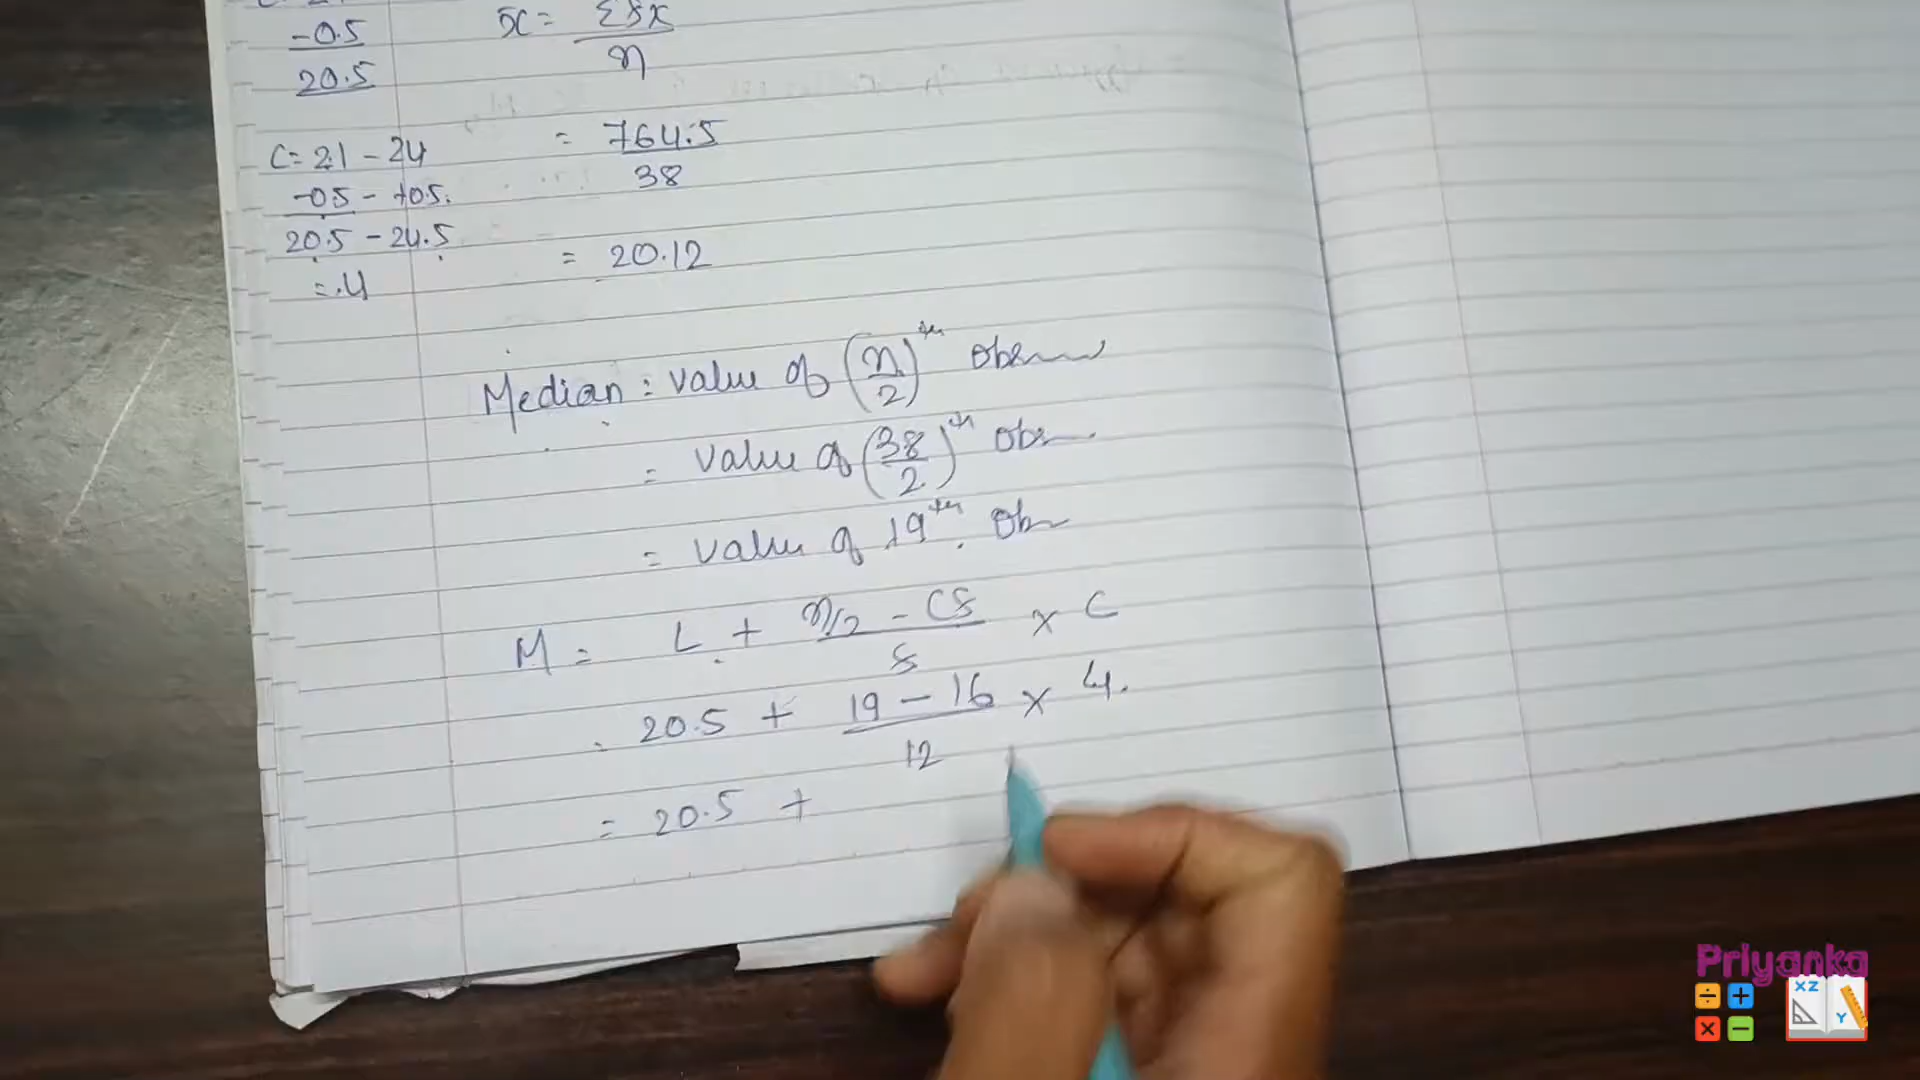 -0.5
20.5
x̄ = Σfx
n
C = 21 - 24
-0.5 - +0.5.
20.5 - 24.5
= .4
= 764.5
38
= 20.12
Median = Value of (n/2)th Obs
= Value of (38/2)th Obs
= Value of 19th Obs
M = L + n/2 - cf × c
f
= 20.5 + 19 - 16 × 4.
12
= 20.5 +
Priyanka
÷ +
× −
XZ
Y